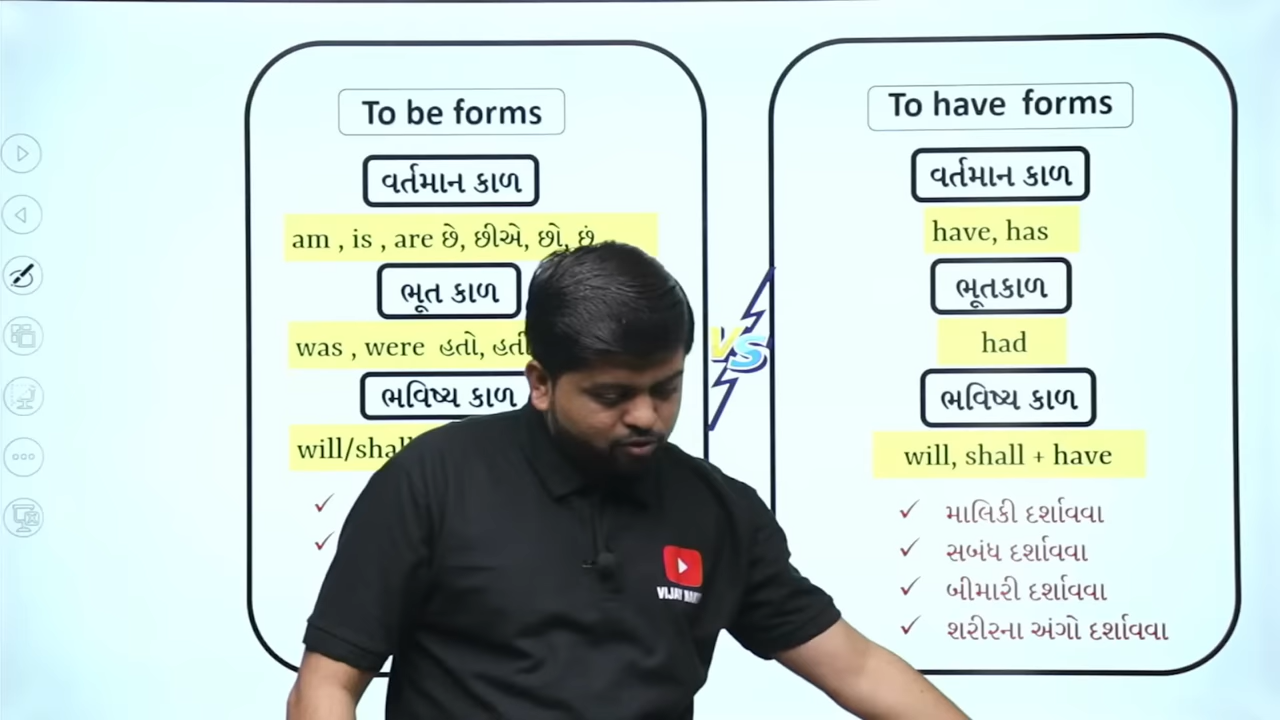 To be forms
વર્તમાન કાળ
am , is , are છે, છીએ, છો, છું
ભૂત કાળ
was , were હતો,
ભવિષ્ય કાળ
will/shall
VS
To have forms
વર્તમાન કાળ
have, has
ભૂતકાળ
had
ભવિષ્ય કાળ
will, shall + have
✓ માલિકી દર્શાવવા
✓ સબંધ દર્શાવવા
✓ બીમારી દર્શાવવા
✓ શરીરના અંગો દર્શાવવા
VIJAY